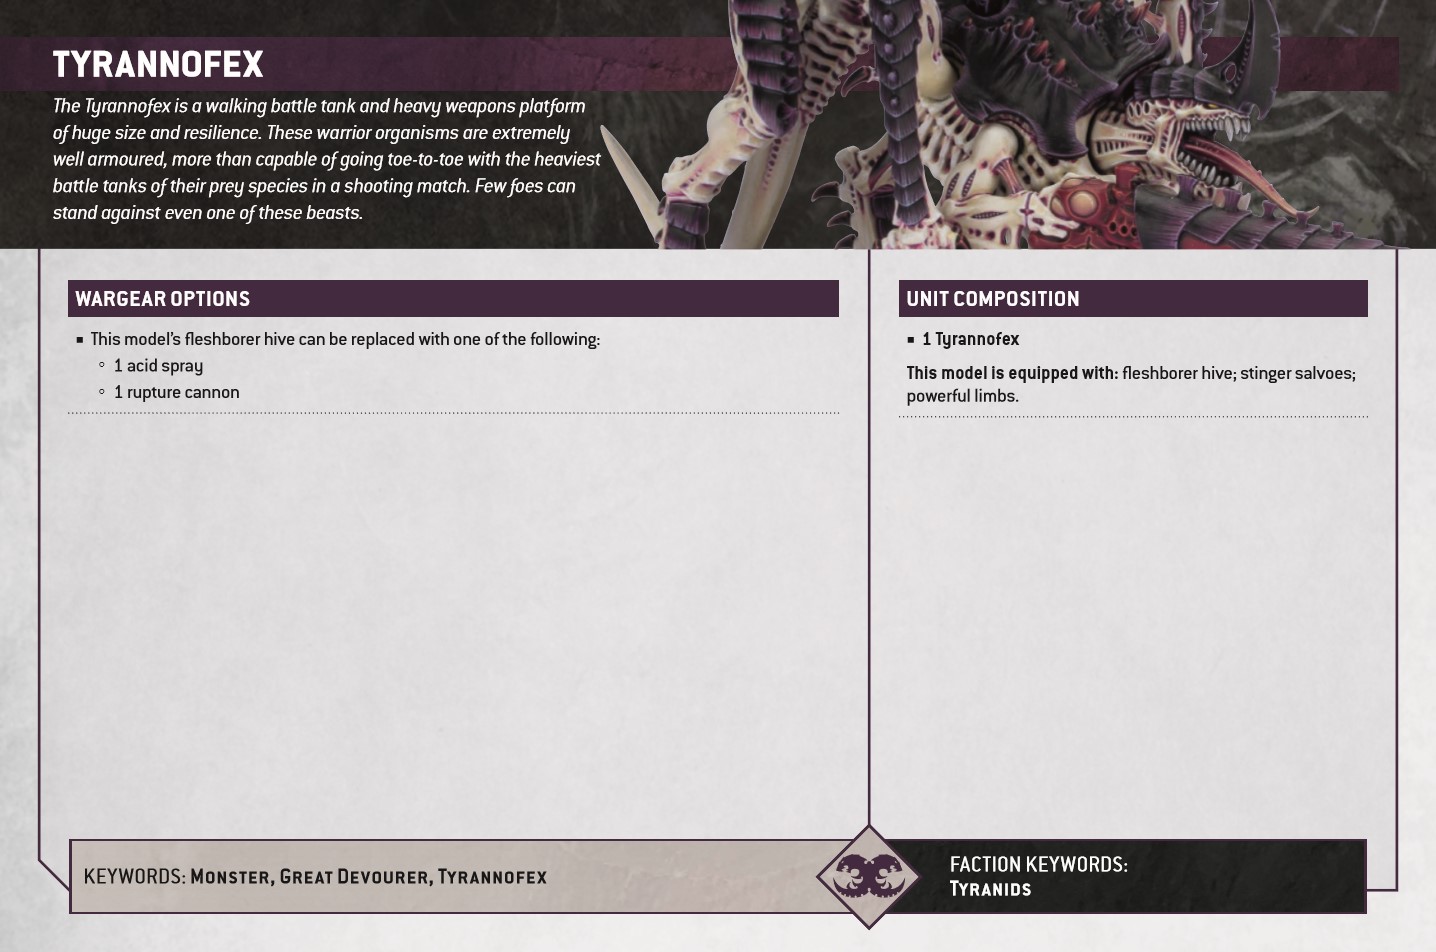 TYRANNOFEX
The Tyrannofex is a walking battle tank and heavy weapons platform
of huge size and resilience. These warrior organisms are extremely
well armoured, more than capable of going toe-to-toe with the heaviest
battle tanks of their prey species in a shooting match. Few foes can
stand against even one of these beasts.
WARGEAR OPTIONS
▪ This model’s fleshborer hive can be replaced with one of the following:
◦ 1 acid spray
◦ 1 rupture cannon
UNIT COMPOSITION
▪ 1 Tyrannofex
This model is equipped with: fleshborer hive; stinger salvoes;
powerful limbs.
KEYWORDS: Monster, Great Devourer, Tyrannofex
FACTION KEYWORDS:
Tyranids